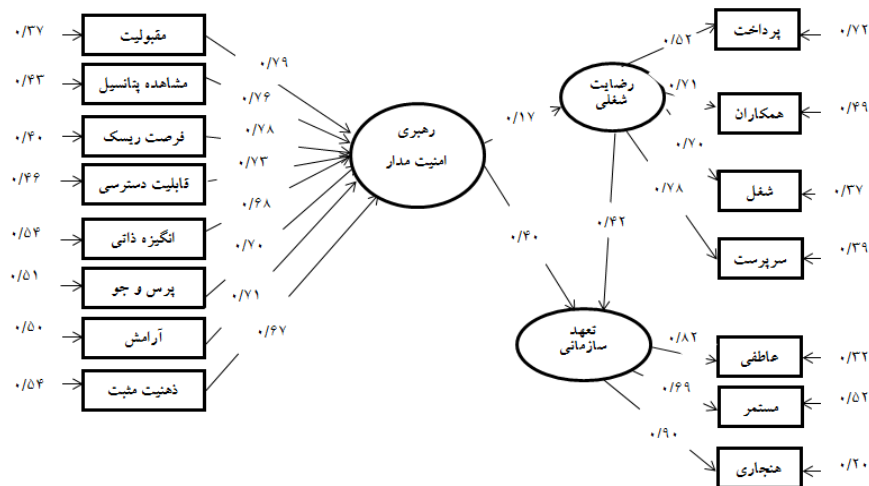 ۰/۳۷ مقبولیت ۰/۷۹
۰/۴۳ مشاهده پتانسیل ۰/۷۶
۰/۴۰ فرصت ریسک ۰/۷۸
۰/۴۶ قابلیت دسترسی ۰/۷۳
۰/۵۴ انگیزه ذاتی ۰/۶۸
۰/۵۱ پرس و جو ۰/۷۰
۰/۵۰ آرامش ۰/۷۱
۰/۵۴ ذهنیت مثبت ۰/۶۷
رهبری
امنیت مدار
۰/۱۷
۰/۴۰
رضایت
شغلی
۰/۴۲
۰/۵۲ پرداخت ۰/۷۲
۰/۷۱ همکاران ۰/۴۹
۰/۷۰ شغل ۰/۳۷
۰/۷۸ سرپرست ۰/۳۹
تعهد
سازمانی
۰/۸۲ عاطفی ۰/۳۲
۰/۶۹ مستمر ۰/۵۲
۰/۹۰ هنجاری ۰/۲۰